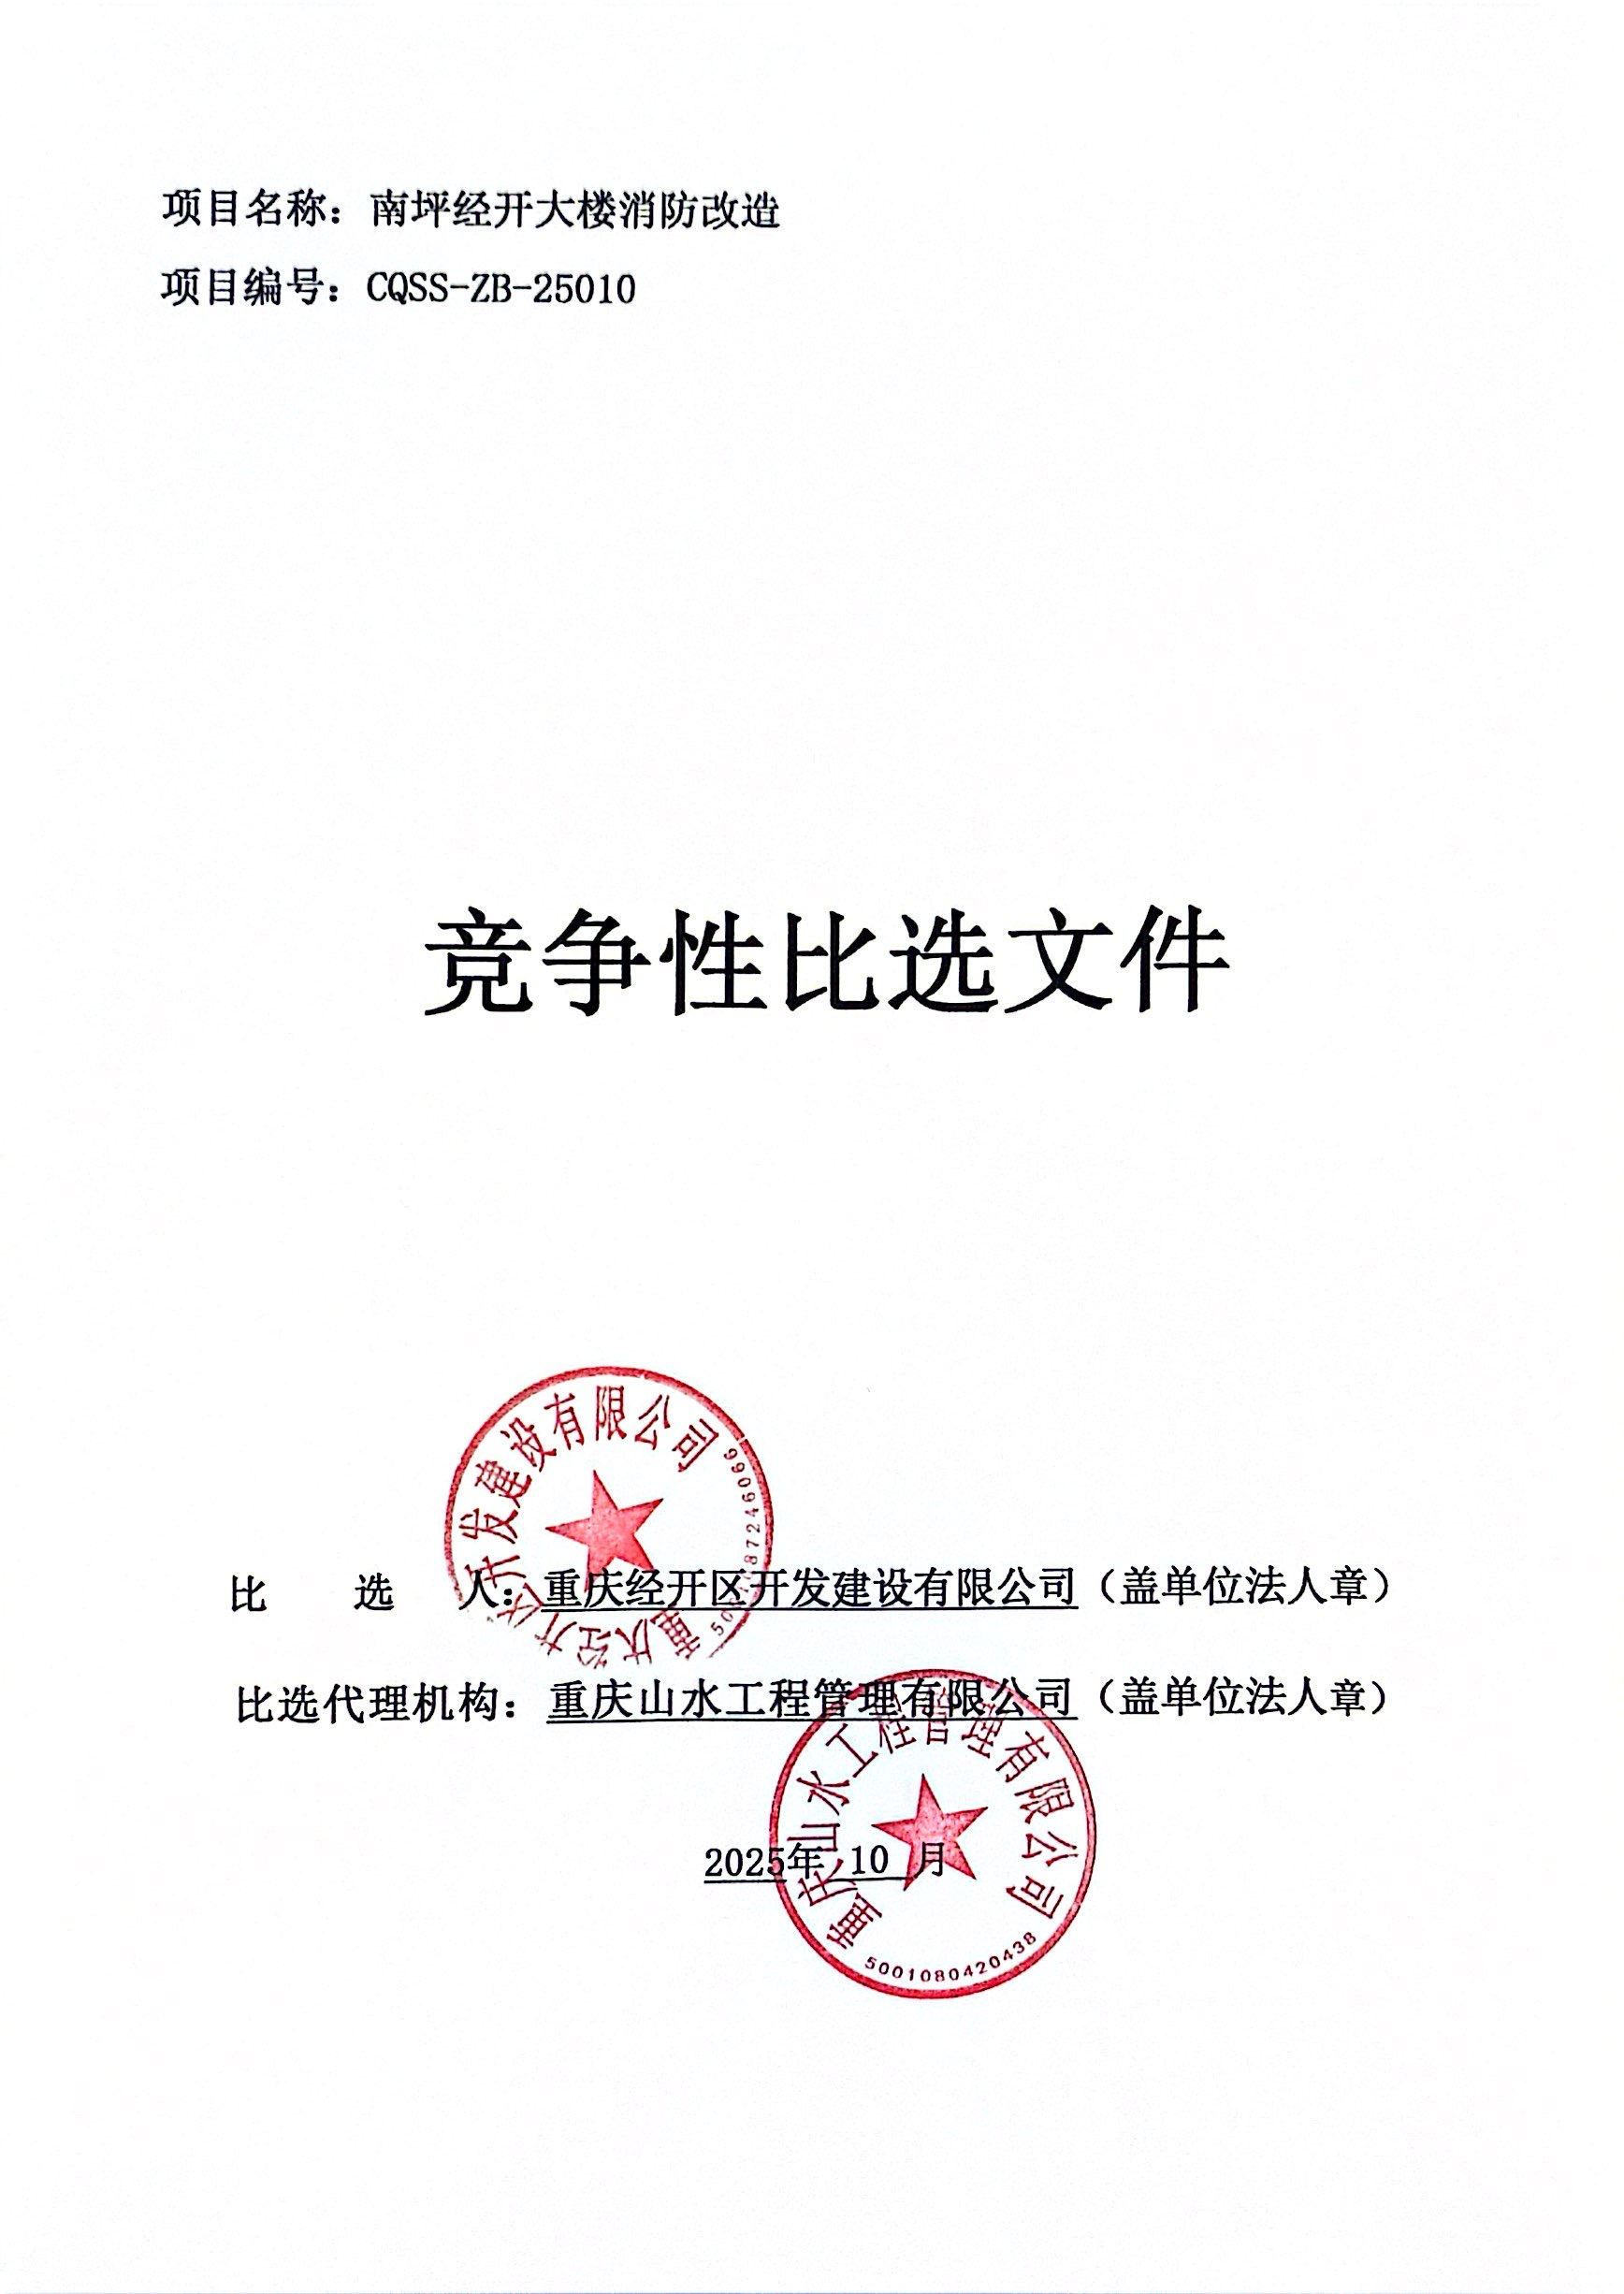 项目名称：南坪经开大楼消防改造
项目编号：CQSS-ZB-25010
竞争性比选文件
重庆经开区开发建设有限公司
比 选 人：重庆经开区开发建设有限公司（盖单位法人章）
比选代理机构：重庆山水工程管理有限公司（盖单位法人章）
重庆山水工程管理有限公司
2025年 10 月
5001080420438